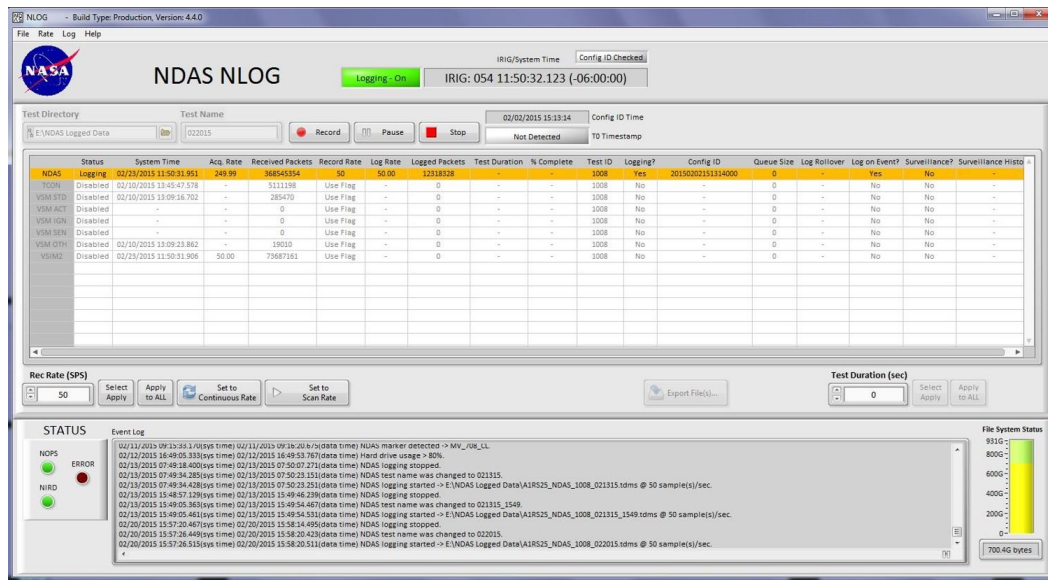 NLOG - Build Type: Production, Version: 4.4.0
File Rate Log Help
NASA
NDAS NLOG
Logging - On
IRIG/System Time
Config ID Checked
IRIG: 054 11:50:32.123 (-06:00:00)
Test Directory Test Name
E:\NDAS Logged Data
022015
Record
Pause
Stop
02/02/2015 15:13:14 Config ID Time
Not Detected T0 Timestamp
Status System Time Acq. Rate Received Packets Record Rate Log Rate Logged Packets Test Duration % Complete Test ID Logging? Config ID Queue Size Log Rollover Log on Event? Surveillance? Surveillance Histo
NDAS Logging 02/23/2015 11:50:31.951 249.99 368545354 50 50.00 12318328 - - 1008 Yes 20150202151314000 0 - Yes No -
TCON Disabled 02/10/2015 13:45:47.578 - 5111198 Use Flag - 0 - - 1008 No - 0 - No No -
VSM STD Disabled 02/10/2015 13:09:16.702 - 285470 Use Flag - 0 - - 1008 No - 0 - No No -
VSM ACT Disabled - - 0 Use Flag - 0 - - 1008 No - 0 - No No -
VSM IGN Disabled - - 0 Use Flag - 0 - - 1008 No - 0 - No No -
VSM SEN Disabled - - 0 Use Flag - 0 - - 1008 No - 0 - No No -
VSM OTH Disabled 02/10/2015 13:09:23.862 - 19010 Use Flag - 0 - - 1008 No - 0 - No No -
VSIM2 Disabled 02/23/2015 11:50:31.906 50.00 73687161 Use Flag - 0 - - 1008 No - 0 - No No -
Rec Rate (SPS)
50
Select Apply
Apply to ALL
Set to Continuous Rate
Set to Scan Rate
Export File(s)...
Test Duration (sec)
0
Select Apply
Apply to ALL
STATUS
NOPS
ERROR
NIRD
Event Log
02/11/2015 09:15:33.170(sys time) 02/11/2015 09:16:20.675(data time) NDAS marker detected -> MV_708_CL.
02/12/2015 16:49:05.333(sys time) 02/12/2015 16:49:53.767(data time) Hard drive usage > 80%.
02/13/2015 07:49:18.400(sys time) 02/13/2015 07:50:07.271(data time) NDAS logging stopped.
02/13/2015 07:49:34.285(sys time) 02/13/2015 07:50:23.151(data time) NDAS test name was changed to 021315.
02/13/2015 07:49:34.428(sys time) 02/13/2015 07:50:23.251(data time) NDAS logging started -> E:\NDAS Logged Data\A1RS25_NDAS_1008_021315.tdms @ 50 sample(s)/sec.
02/13/2015 15:48:57.129(sys time) 02/13/2015 15:49:46.239(data time) NDAS logging stopped.
02/13/2015 15:49:05.363(sys time) 02/13/2015 15:49:54.467(data time) NDAS test name was changed to 021315_1549.
02/13/2015 15:49:05.461(sys time) 02/13/2015 15:49:54.531(data time) NDAS logging started -> E:\NDAS Logged Data\A1RS25_NDAS_1008_021315_1549.tdms @ 50 sample(s)/sec.
02/20/2015 15:57:20.467(sys time) 02/20/2015 15:58:14.495(data time) NDAS logging stopped.
02/20/2015 15:57:26.449(sys time) 02/20/2015 15:58:20.423(data time) NDAS test name was changed to 022015.
02/20/2015 15:57:26.515(sys time) 02/20/2015 15:58:20.511(data time) NDAS logging started -> E:\NDAS Logged Data\A1RS25_NDAS_1008_022015.tdms @ 50 sample(s)/sec.
File System Status
931G
800G
600G
400G
200G
0
700.4G bytes